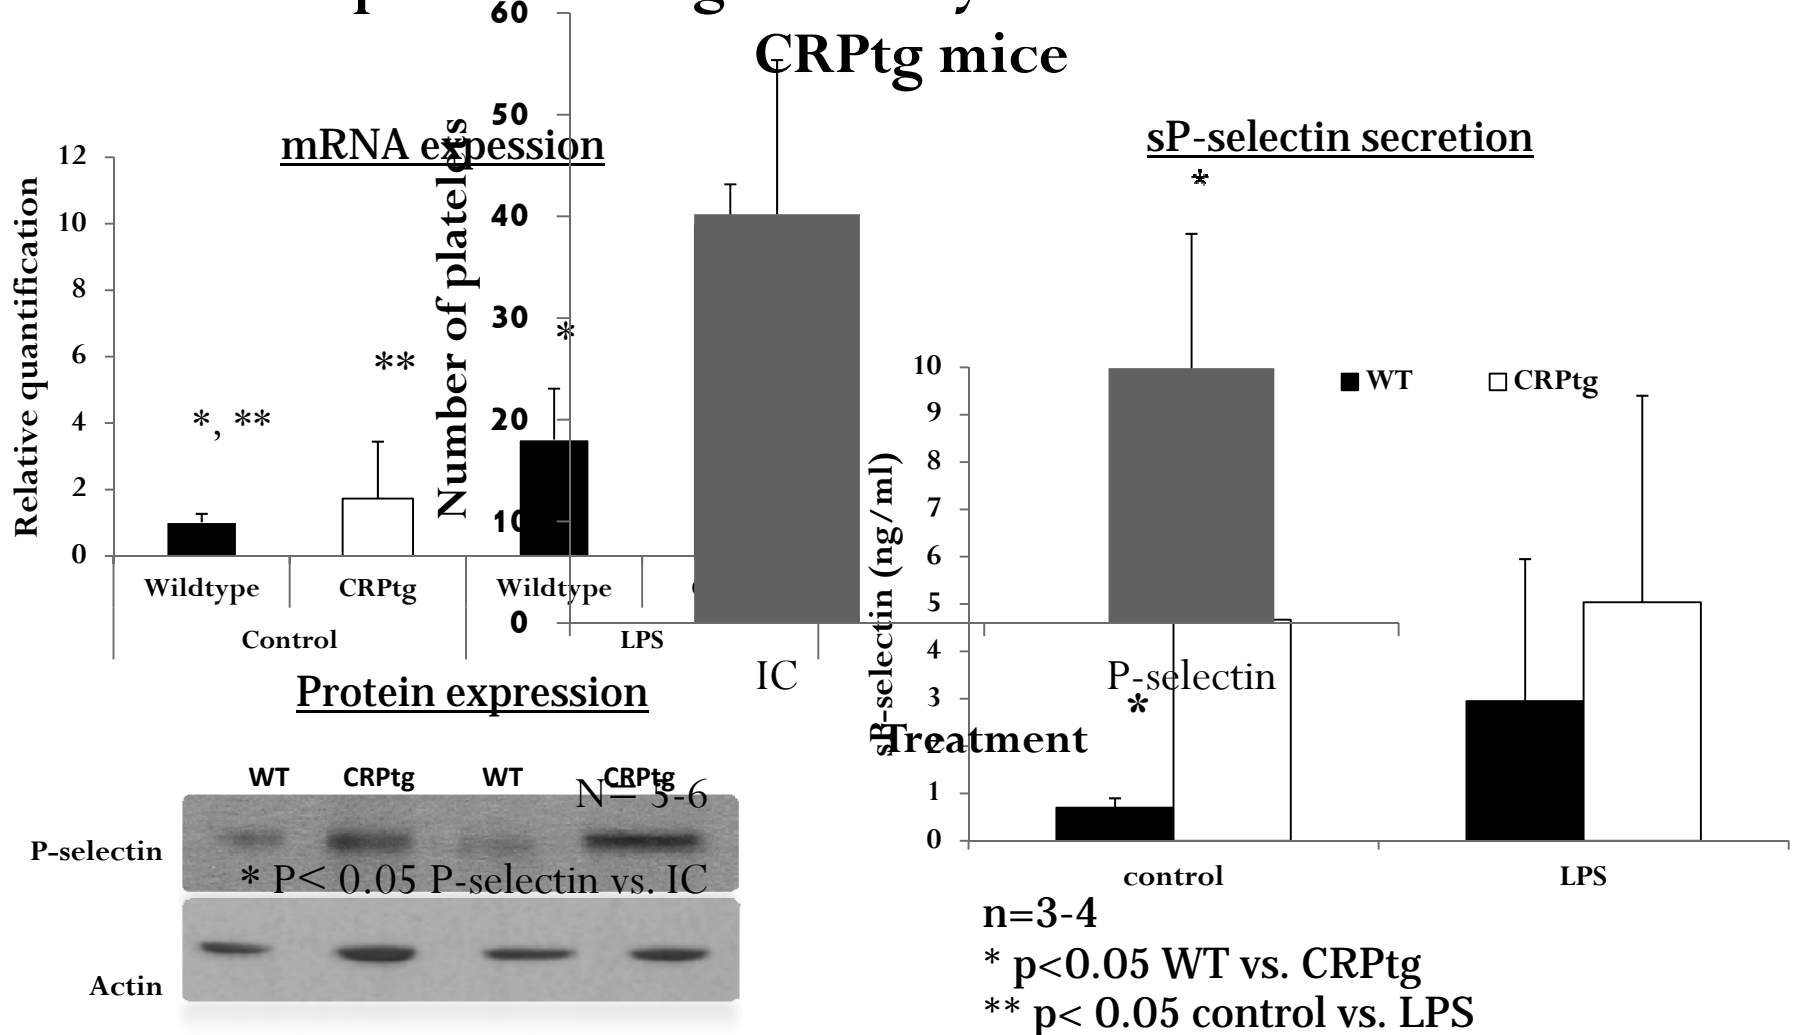 CRPtg mice
mRNA expession
sP-selectin secretion
*
Relative quantification
12
10
8
6
4
2
0
*, **
**
*
Wildtype
CRPtg
Wildtype
Control
LPS
Number of platelets
60
50
40
30
20
10
0
IC
P-selectin
Treatment
N= 5-6
* P< 0.05 P-selectin vs. IC
sP-selectin (ng/ml)
10
9
8
7
6
5
4
3
2
1
0
WT
CRPtg
*
control
LPS
n=3-4
* p<0.05 WT vs. CRPtg
** p< 0.05 control vs. LPS
Protein expression
WT CRPtg WT CRPtg
P-selectin
Actin